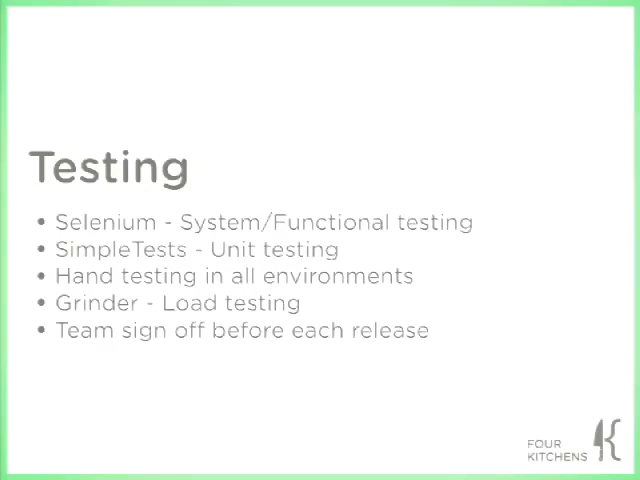 Testing
• Selenium - System/Functional testing
• SimpleTests - Unit testing
• Hand testing in all environments
• Grinder - Load testing
• Team sign off before each release
FOUR
KITCHENS